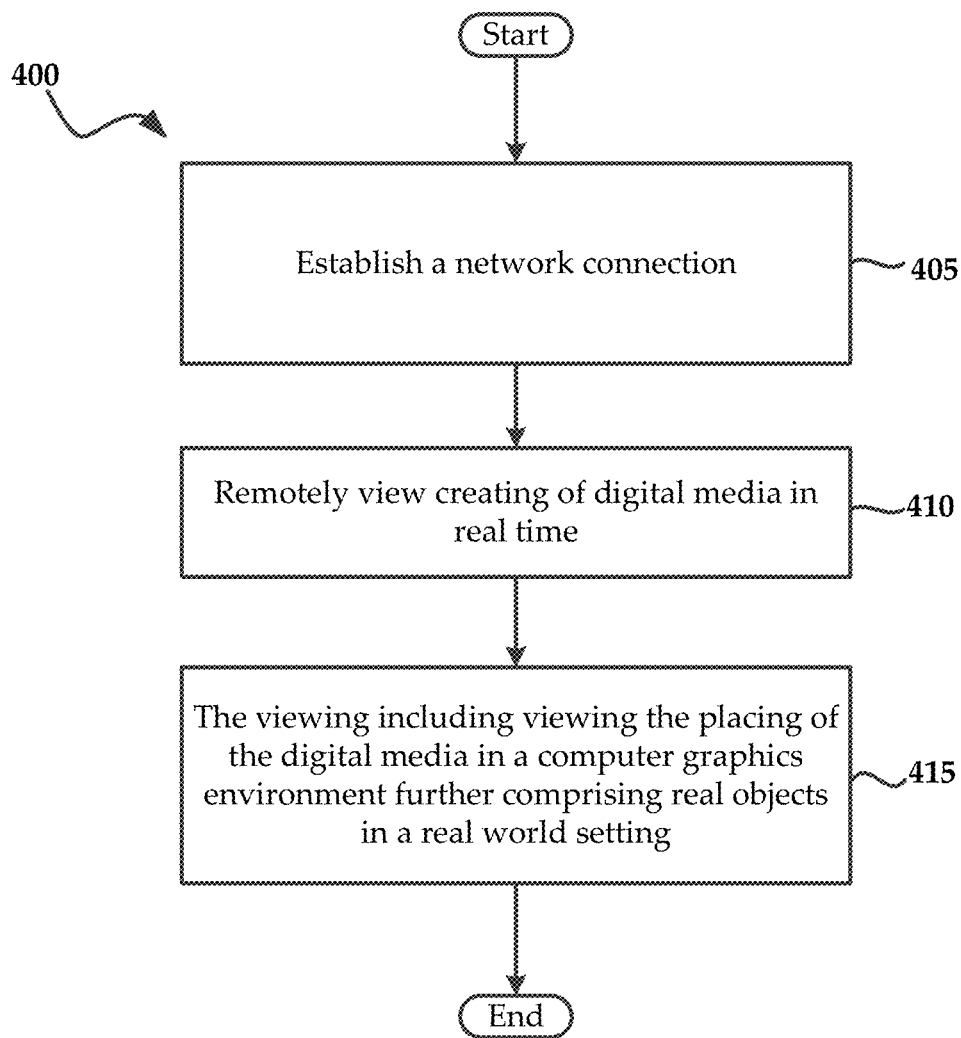 Start
400
Establish a network connection
405
Remotely view creating of digital media in
real time
410
The viewing including viewing the placing of
the digital media in a computer graphics
environment further comprising real objects
in a real world setting
415
End